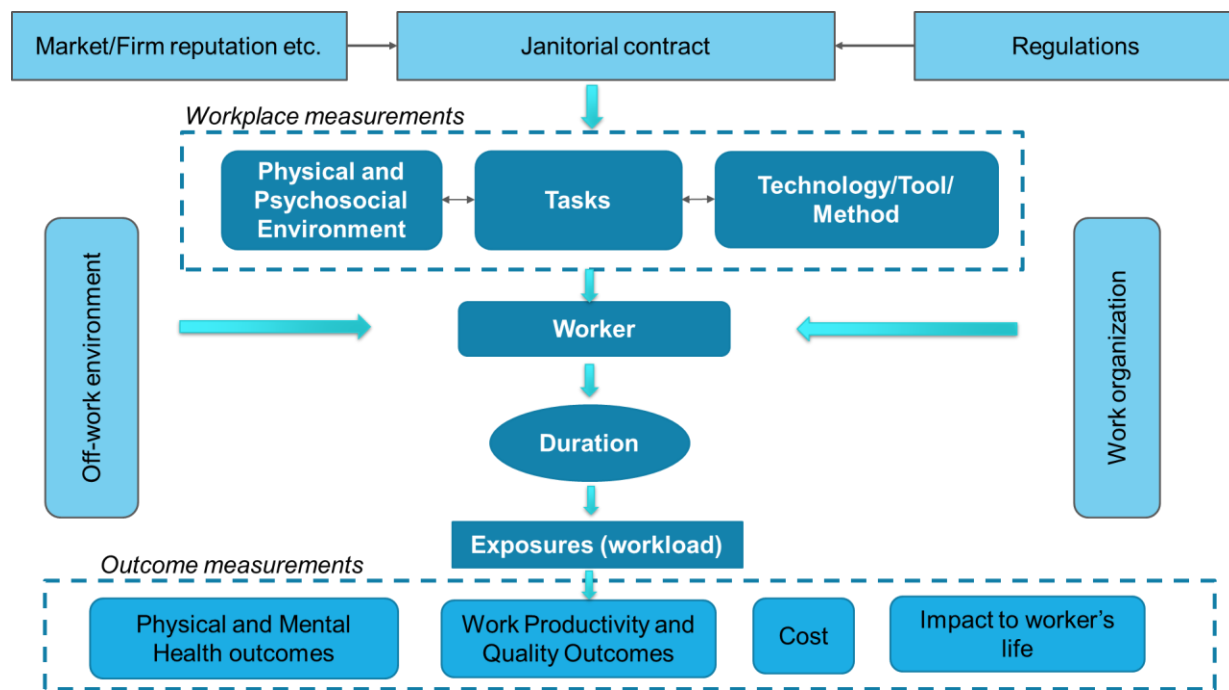 Market/Firm reputation etc.
Janitorial contract
Regulations
Workplace measurements
Physical and
Psychosocial
Environment
Tasks
Technology/Tool/
Method
Off-work environment
Worker
Work organization
Duration
Exposures (workload)
Outcome measurements
Physical and Mental
Health outcomes
Work Productivity and
Quality Outcomes
Cost
Impact to worker's
life